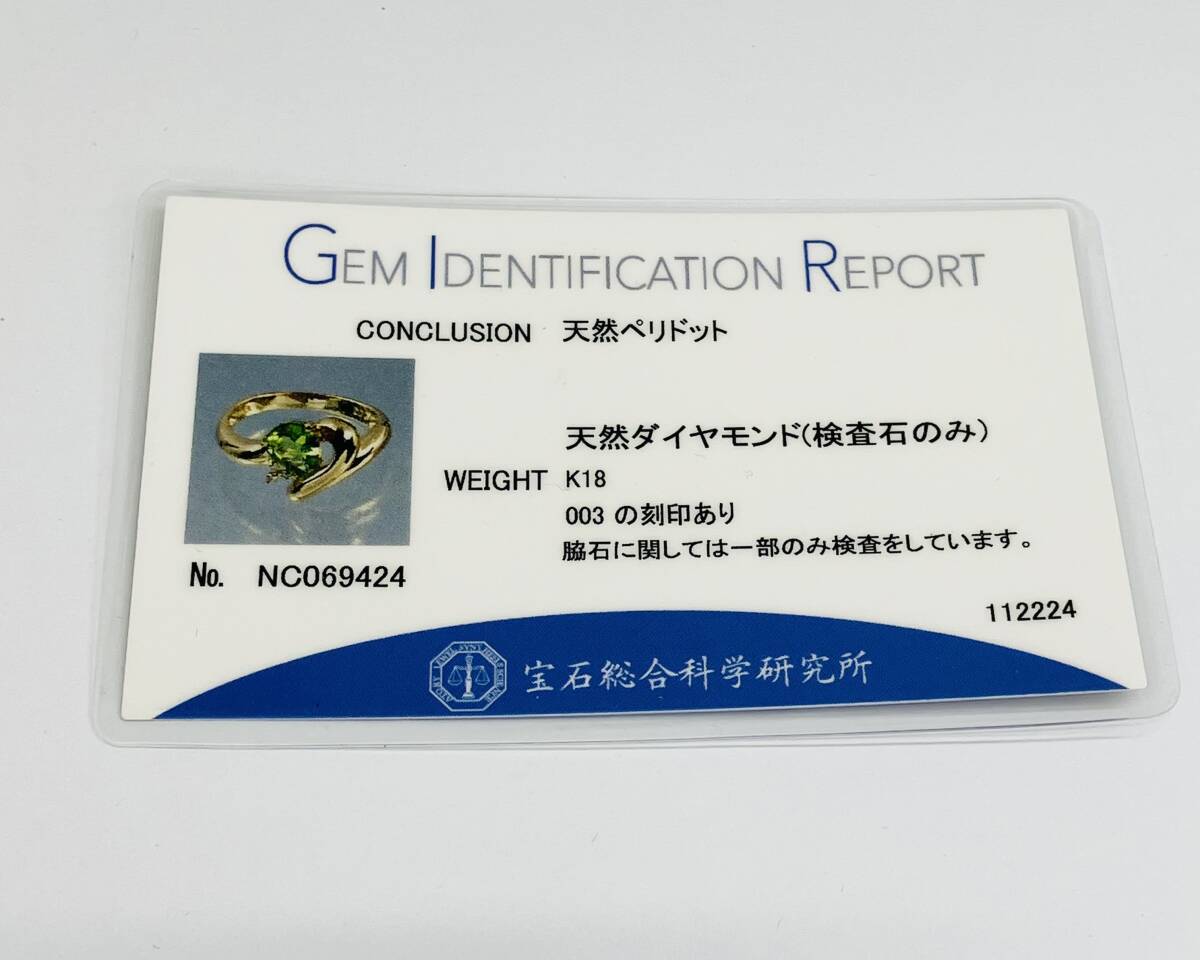 GEM IDENTIFICATION REPORT
CONCLUSION 天然ペリドット
天然ダイヤモンド(検査石のみ)
WEIGHT K18
003 の刻印あり
脇石に関しては一部のみ検査をしています。
No. NC069424
112224
宝石総合科学研究所